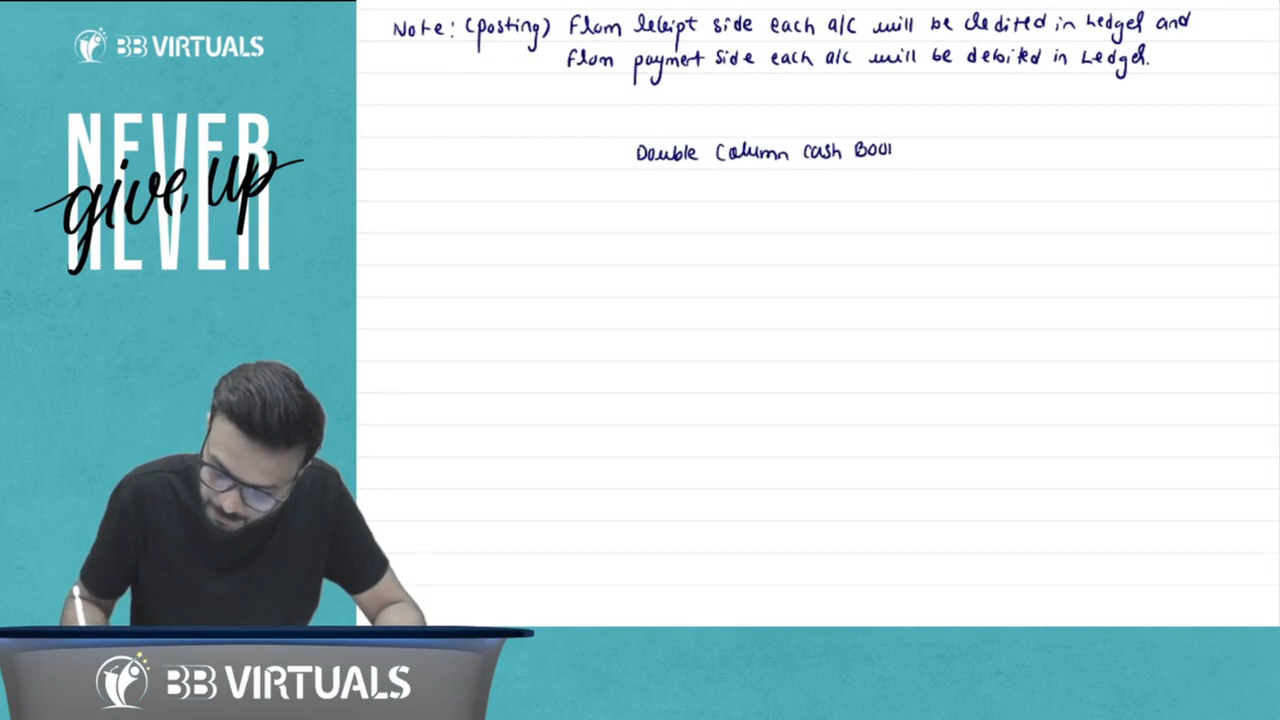 BB VIRTUALS
NEVER
give up
NEVER
Note: (posting) From receipt side each a/c will be credited in Ledger and
From payment side each a/c will be debited in Ledger.
Double Column Cash Boo
BB VIRTUALS